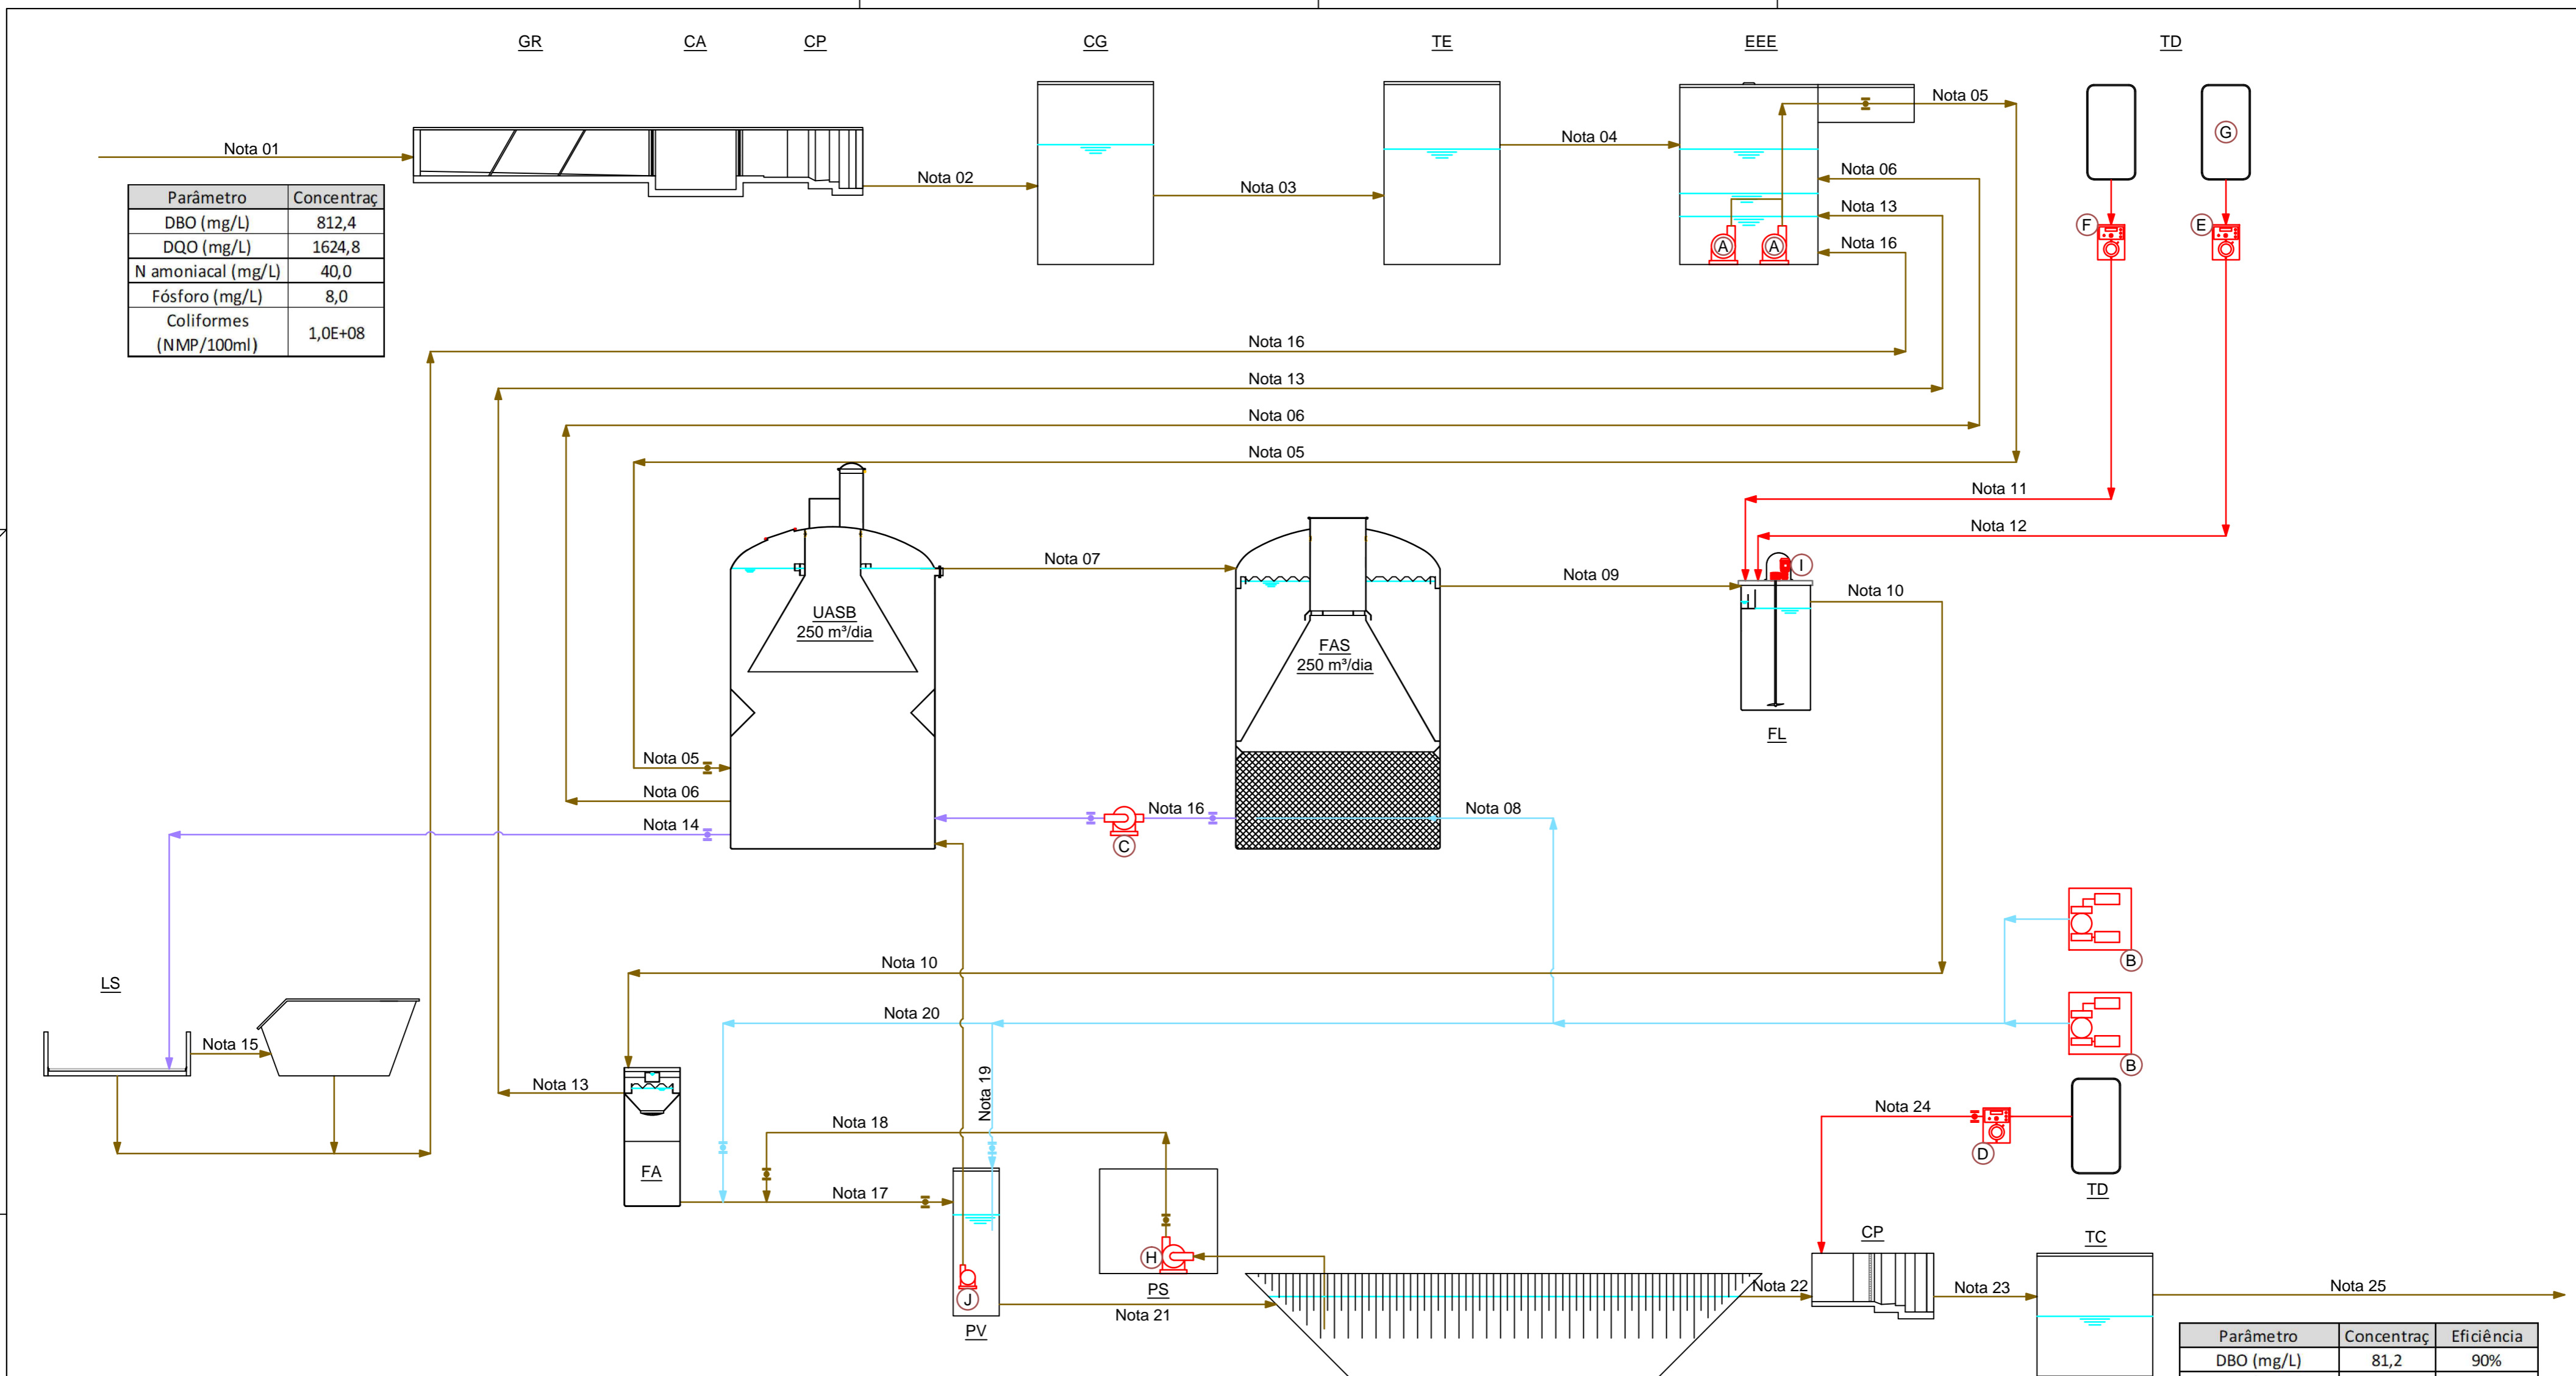 GR
CA
CP
CG
TE
EEE
TD
Nota 01
Nota 02
Nota 03
Nota 04
Nota 05
Nota 06
Nota 13
Nota 16
A
A
G
F
E
Parâmetro Concentraç
DBO (mg/L) 812,4
DQO (mg/L) 1624,8
N amoniacal (mg/L) 40,0
Fósforo (mg/L) 8,0
Coliformes
(NMP/100ml) 1,0E+08
Nota 16
Nota 13
Nota 06
Nota 05
Nota 11
Nota 12
Nota 07
Nota 09
I
Nota 10
UASB
250 m³/dia
FAS
250 m³/dia
FL
Nota 05
Nota 06
Nota 14
Nota 16
C
Nota 08
B
B
LS
Nota 15
Nota 10
Nota 20
Nota 13
Nota 19
Nota 18
FA
Nota 17
Nota 24
D
TD
H
PS
J
PV
Nota 21
Nota 22
CP
Nota 23
TC
Nota 25
Parâmetro Concentraç Eficiência
DBO (mg/L) 81,2 90%